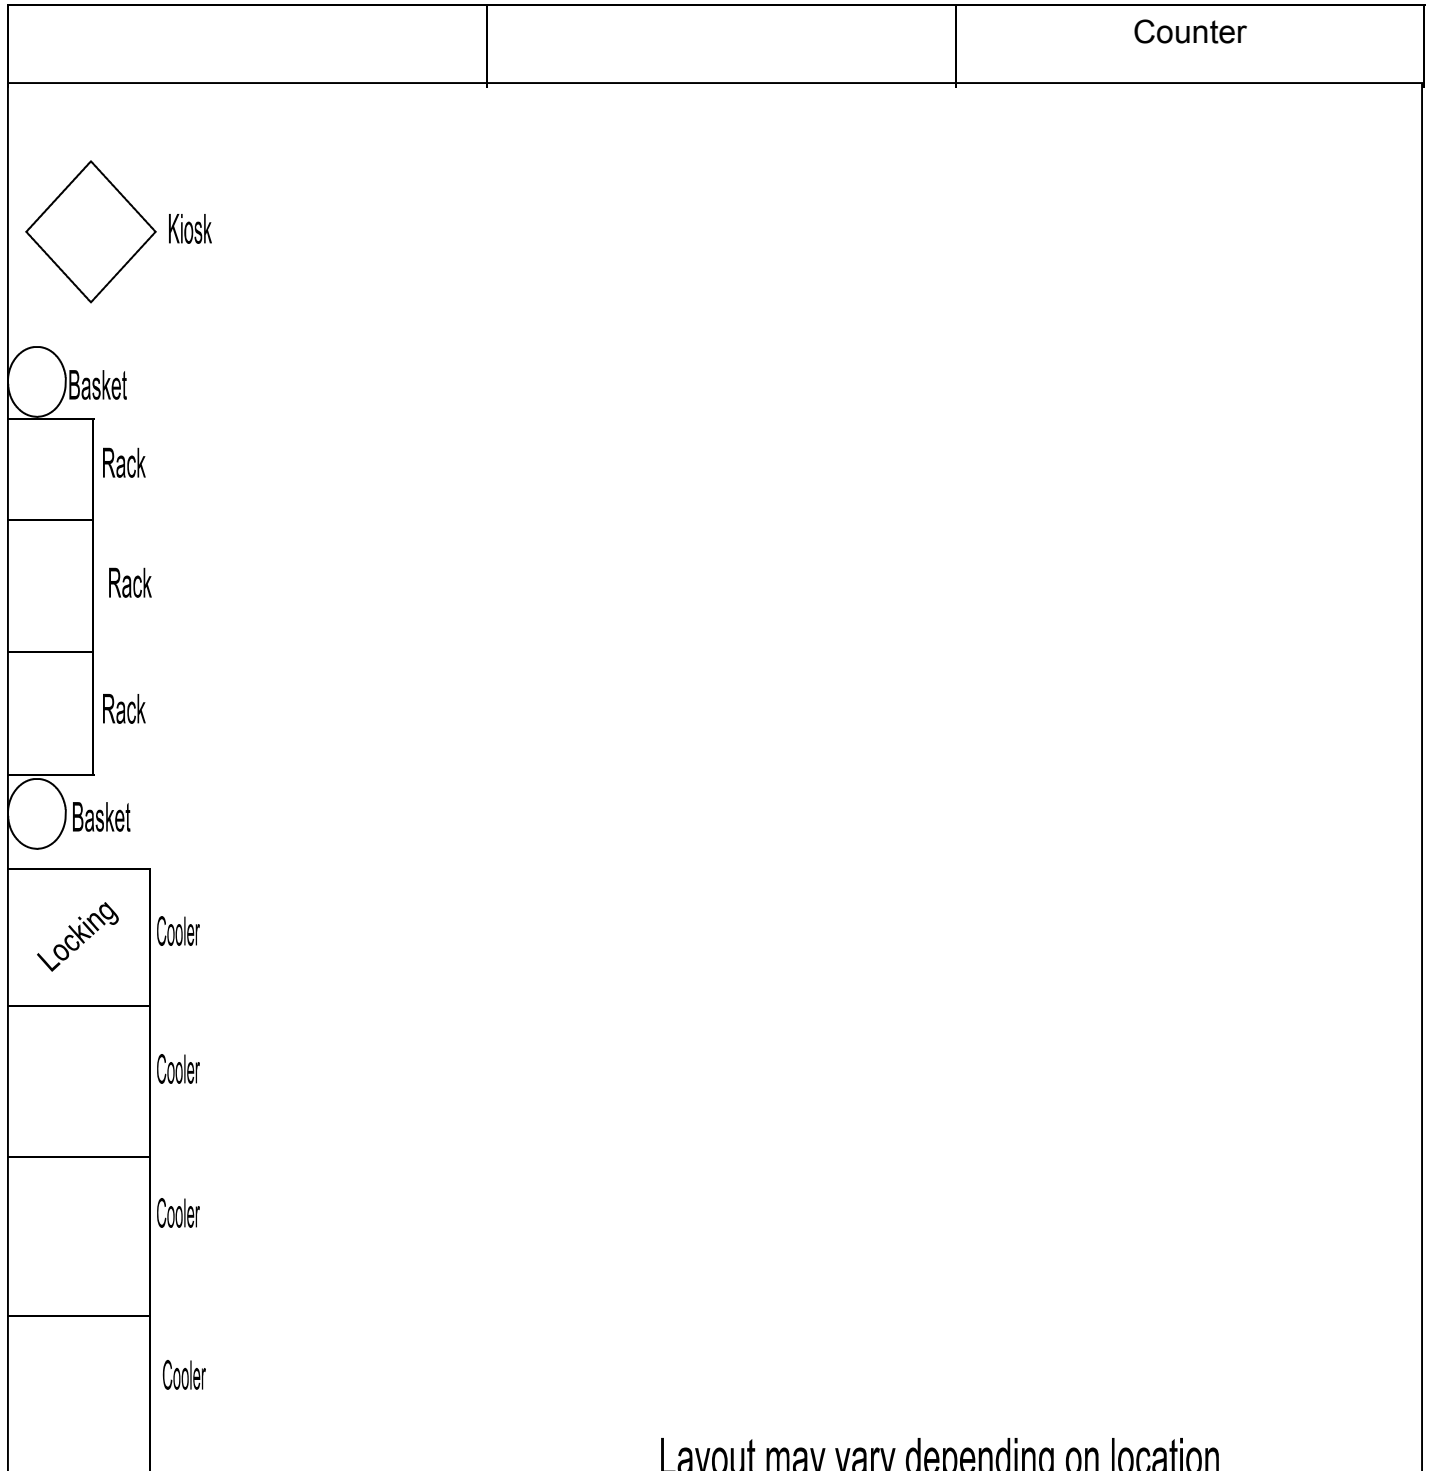 Counter
Kiosk
Basket
Rack
Rack
Rack
Basket
Locking
Cooler
Cooler
Cooler
Cooler
Layout may vary depending on location